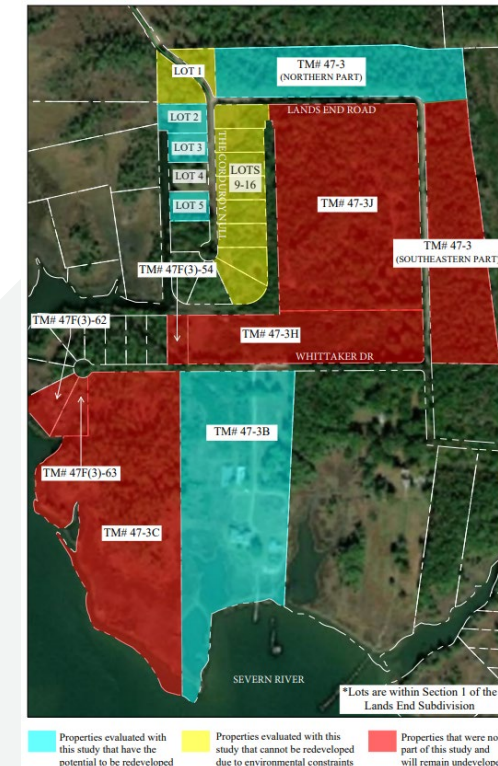 LOT 1
TM# 47-3
(NORTHERN PART)
LANDS END ROAD
LOT 2
LOT 3
LOT 4
LOT 5
THE CORDUROY
LOTS
9-16
TM# 47-3J
TM# 47-3
(SOUTHEASTERN PART)
TM# 47F(3)-54
TM# 47F(3)-62
TM# 47-3H
WHITTAKER DR
TM# 47-3B
TM# 47F(3)-63
TM# 47-3C
SEVERN RIVER
*Lots are within Section 1 of the
Lands End Subdivision
Properties evaluated with
this study that have the
potential to be redeveloped
Properties evaluated with this
study that cannot be redeveloped
due to environmental constraints
Properties that were no
part of this study and
will remain undevelop